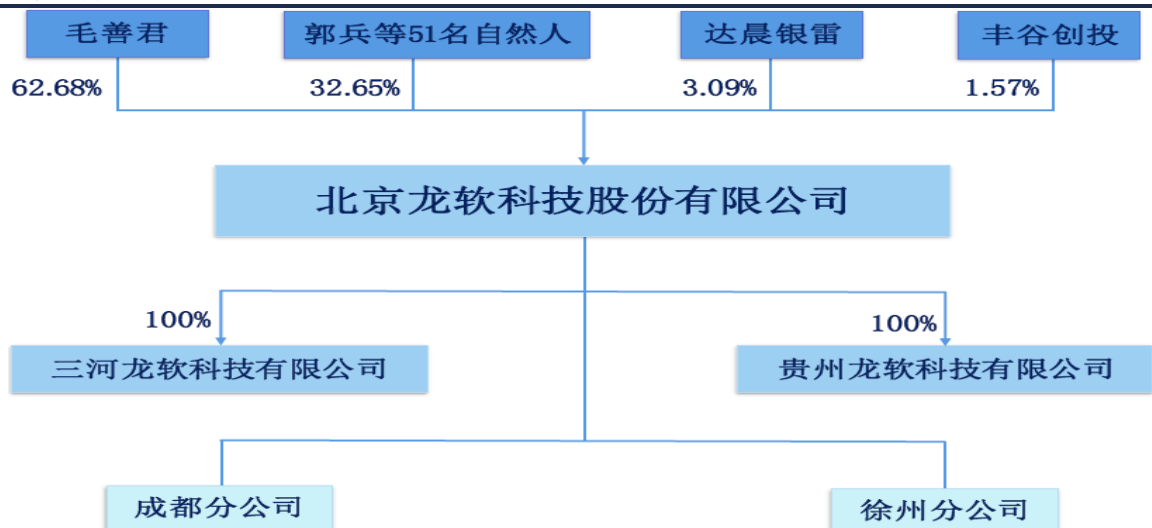 毛善君
郭兵等51名自然人
达晨银雷
丰谷创投
62.68%
32.65%
3.09%
1.57%
北京龙软科技股份有限公司
100%
100%
三河龙软科技有限公司
贵州龙软科技有限公司
成都分公司
徐州分公司